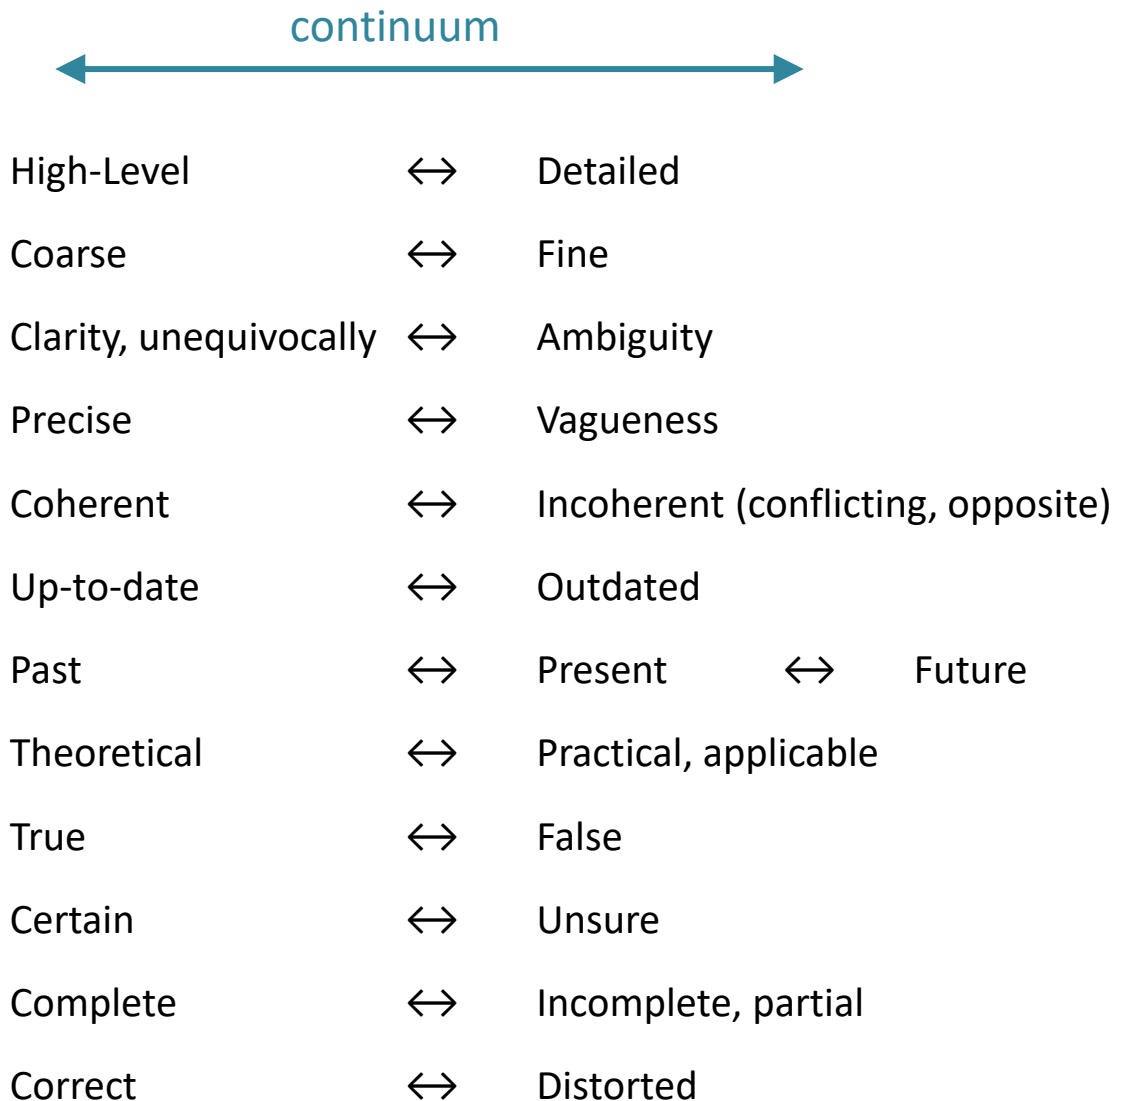 continuum
High-Level ↔ Detailed
Coarse ↔ Fine
Clarity, unequivocally ↔ Ambiguity
Precise ↔ Vagueness
Coherent ↔ Incoherent (conflicting, opposite)
Up-to-date ↔ Outdated
Past ↔ Present ↔ Future
Theoretical ↔ Practical, applicable
True ↔ False
Certain ↔ Unsure
Complete ↔ Incomplete, partial
Correct ↔ Distorted